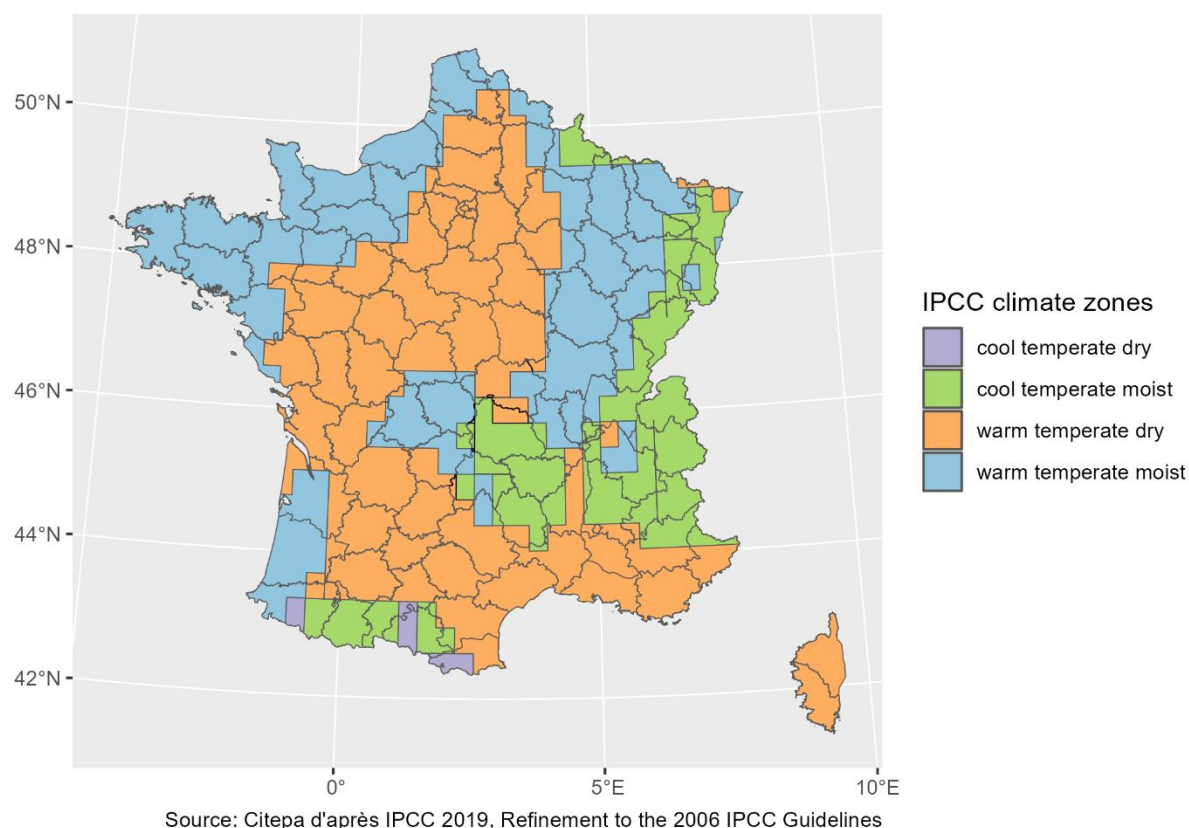 50°N
48°N
46°N
44°N
42°N
0°
5°E
10°E
IPCC climate zones
cool temperate dry
cool temperate moist
warm temperate dry
warm temperate moist
Source: Citepa d'après IPCC 2019, Refinement to the 2006 IPCC Guidelines